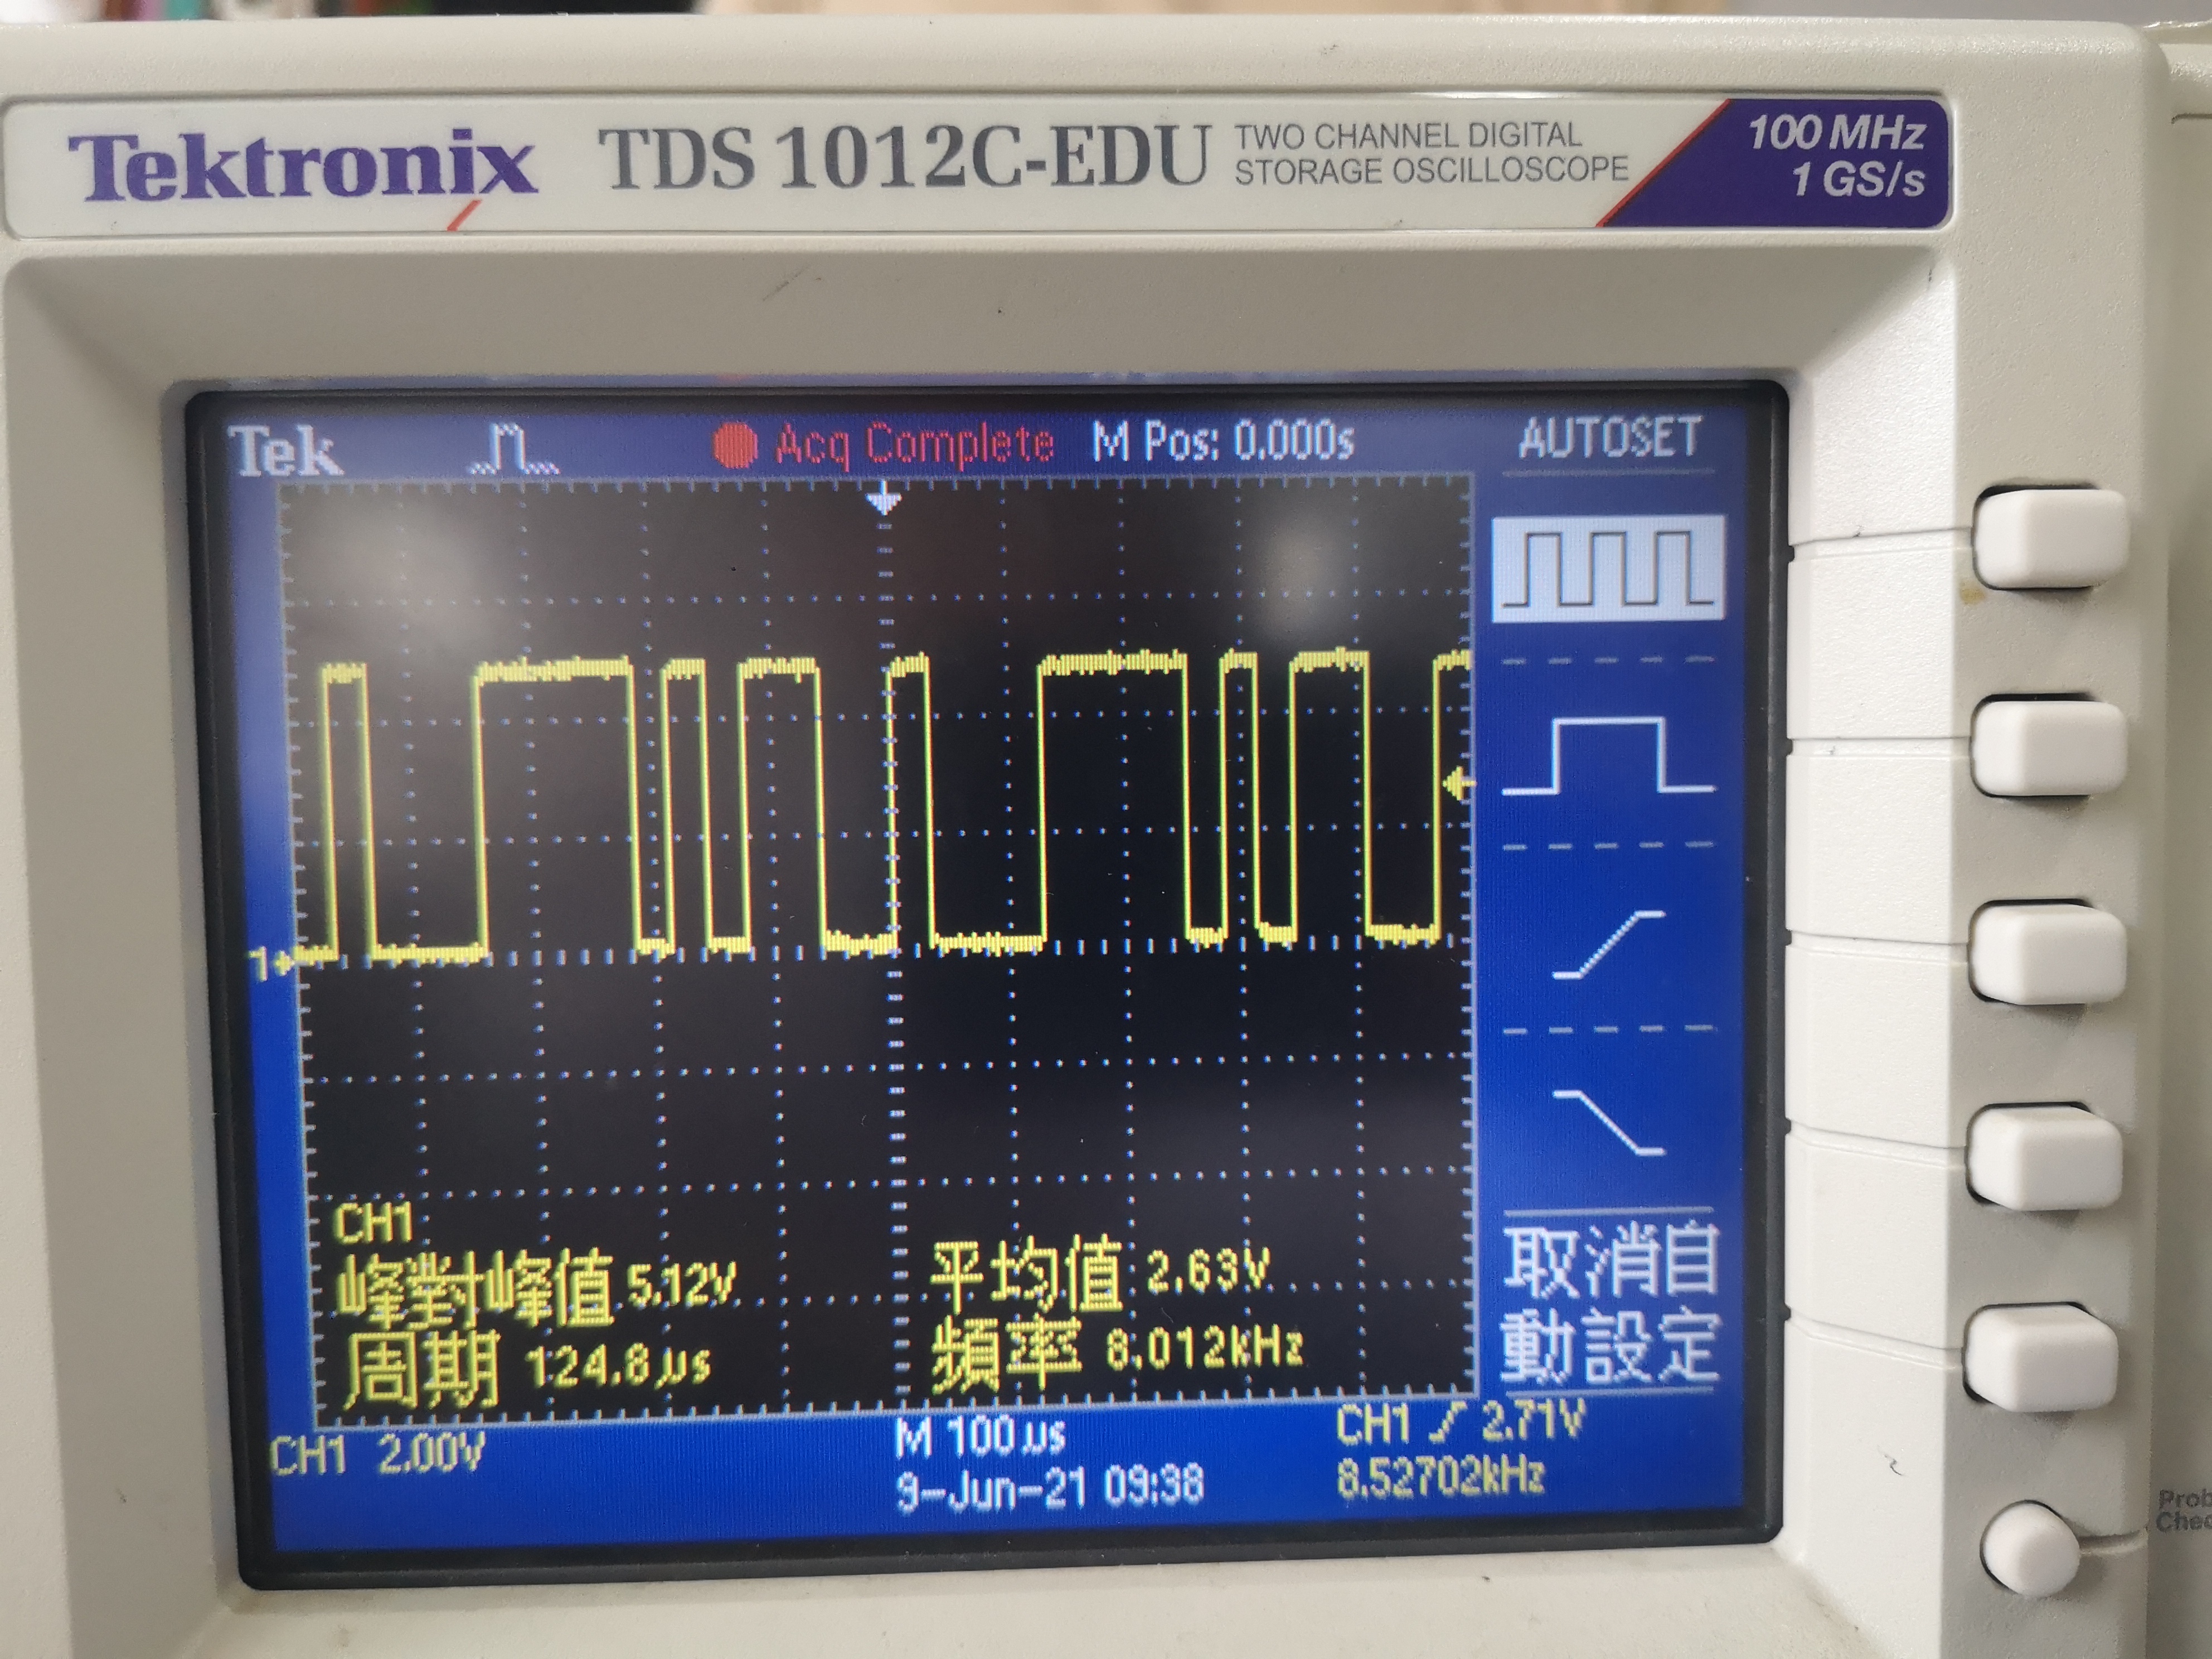 Tektronix TDS 1012C-EDU TWO CHANNEL DIGITAL STORAGE OSCILLOSCOPE
100 MHz
1 GS/s
Tek Acq Complete M Pos: 0.000s AUTOSET
1
CH1
峰對峰值 5.12V 平均值 2.63V
周期 124.8µs 頻率 8.012kHz
取消自
動設定
CH1 2.00V M 100µs CH1 2.71V
9-Jun-21 09:38 8.52702kHz
Prob
Chec